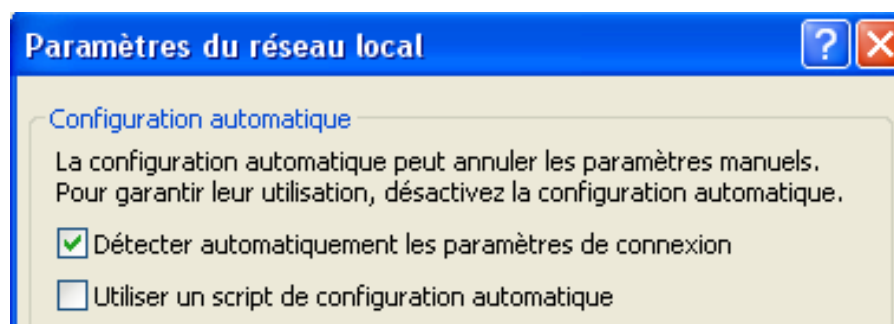 Paramètres du réseau local
Configuration automatique
La configuration automatique peut annuler les paramètres manuels.
Pour garantir leur utilisation, désactivez la configuration automatique.
Détecter automatiquement les paramètres de connexion
Utiliser un script de configuration automatique